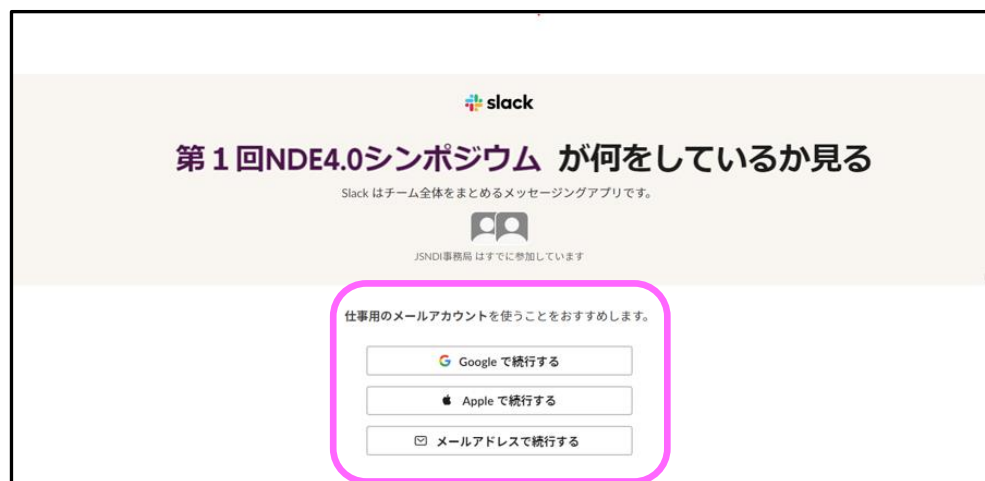 slack
第１回NDE4.0シンポジウム が何をしているか見る
Slack はチーム全体をまとめるメッセージングアプリです。
JSNDI事務局 はすでに参加しています
仕事用のメールアカウントを使うことをおすすめします。
Google で続行する
Apple で続行する
メールアドレスで続行する